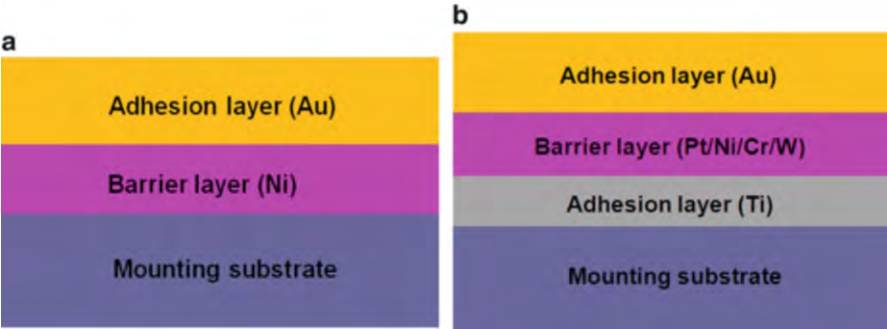 a
Adhesion layer (Au)
Barrier layer (Ni)
Mounting substrate
b
Adhesion layer (Au)
Barrier layer (Pt/Ni/Cr/W)
Adhesion layer (Ti)
Mounting substrate